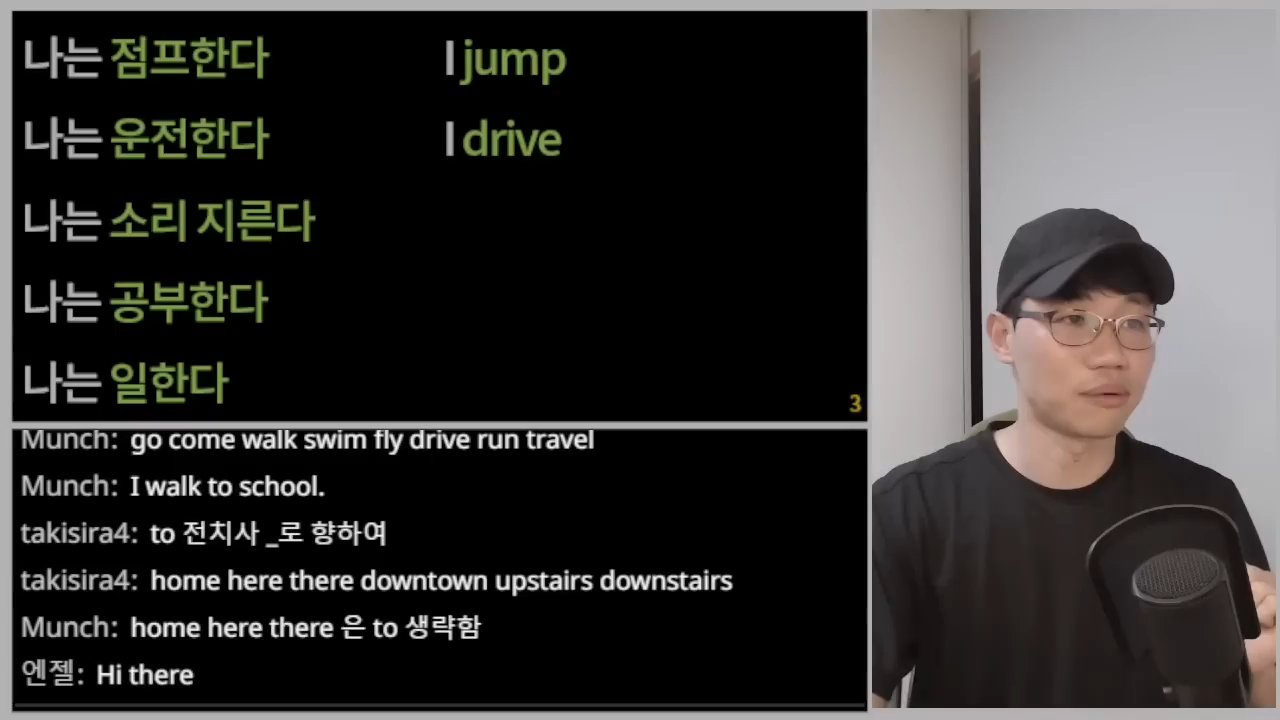 나는 점프한다 I jump
나는 운전한다 I drive
나는 소리 지른다
나는 공부한다
나는 일한다
3
Munch: go come walk swim fly drive run travel
Munch: I walk to school.
takisira4: to 전치사 _로 향하여
takisira4: home here there downtown upstairs downstairs
Munch: home here there 은 to 생략함
엔젤: Hi there